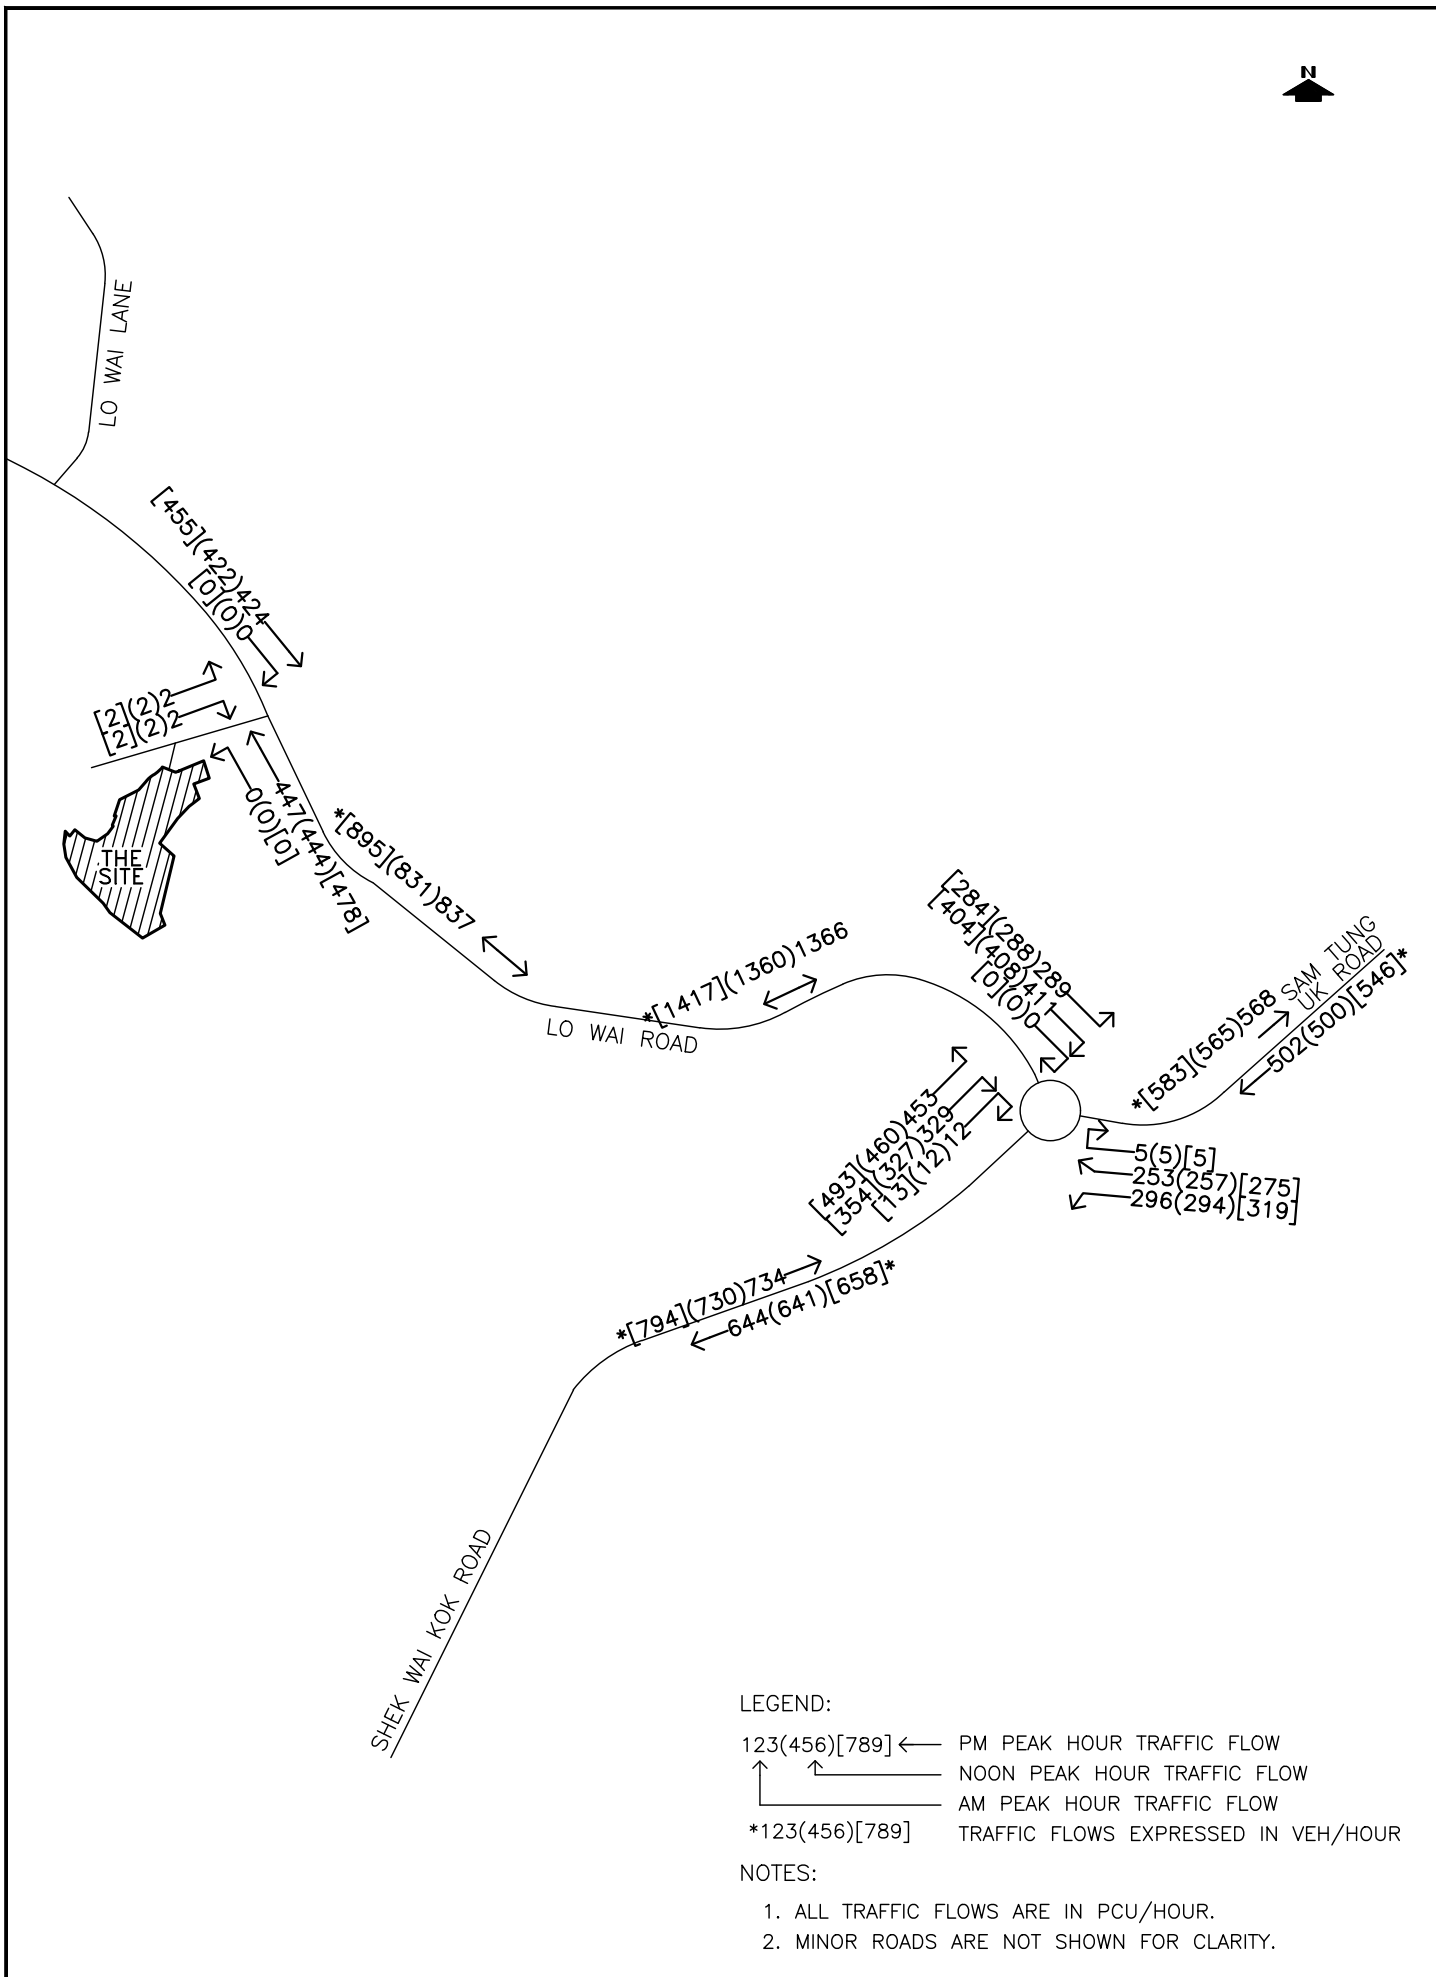 N
LO WAI LANE
[455](422)424
[0](0)0
[2](2)2
[2](2)2
THE
SITE
447(444)[478]
0(0)[0]
*[895](831)837
*[1417](1360)1366
LO WAI ROAD
[284](288)289
[404](408)411
[0](0)0
SAM TUNG
UK ROAD
*[583](565)568
502(500)[546]*
[493](460)453
[354](327)329
[13](12)12
5(5)[5]
253(257)[275]
296(294)[319]
*[794](730)734
644(641)[658]*
SHEK WAI KOK ROAD
LEGEND:
123(456)[789] PM PEAK HOUR TRAFFIC FLOW
NOON PEAK HOUR TRAFFIC FLOW
AM PEAK HOUR TRAFFIC FLOW
*123(456)[789] TRAFFIC FLOWS EXPRESSED IN VEH/HOUR
NOTES:
1. ALL TRAFFIC FLOWS ARE IN PCU/HOUR.
2. MINOR ROADS ARE NOT SHOWN FOR CLARITY.